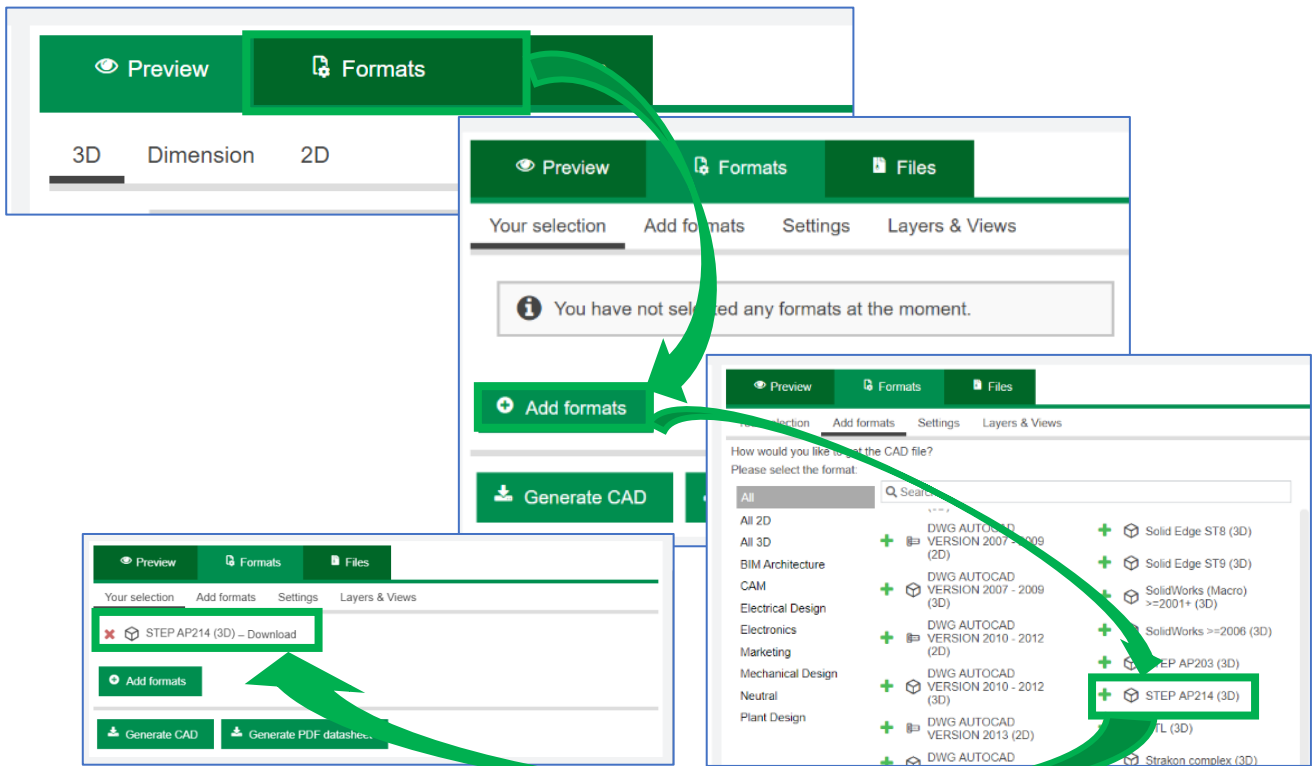 Preview
Formats
3D
Dimension
2D
Preview
Formats
Files
Your selection
Add formats
Settings
Layers & Views
You have not selected any formats at the moment.
Add formats
Generate CAD
Preview
Formats
Files
selection
Add formats
Settings
Layers & Views
How would you like to get the CAD file?
Please select the format:
All
All 2D
All 3D
BIM Architecture
CAM
Electrical Design
Electronics
Marketing
Mechanical Design
Neutral
Plant Design
Search
DWG AUTOCAD
VERSION 2007 - 2009
(2D)
DWG AUTOCAD
VERSION 2007 - 2009
(3D)
DWG AUTOCAD
VERSION 2010 - 2012
(2D)
DWG AUTOCAD
VERSION 2010 - 2012
(3D)
DWG AUTOCAD
VERSION 2013 (2D)
DWG AUTOCAD
Solid Edge ST8 (3D)
Solid Edge ST9 (3D)
SolidWorks (Macro)
>=2001+ (3D)
SolidWorks >=2006 (3D)
STEP AP203 (3D)
STEP AP214 (3D)
STL (3D)
Strakon complex (3D)
Preview
Formats
Files
Your selection
Add formats
Settings
Layers & Views
STEP AP214 (3D) – Download
Add formats
Generate CAD
Generate PDF datasheet